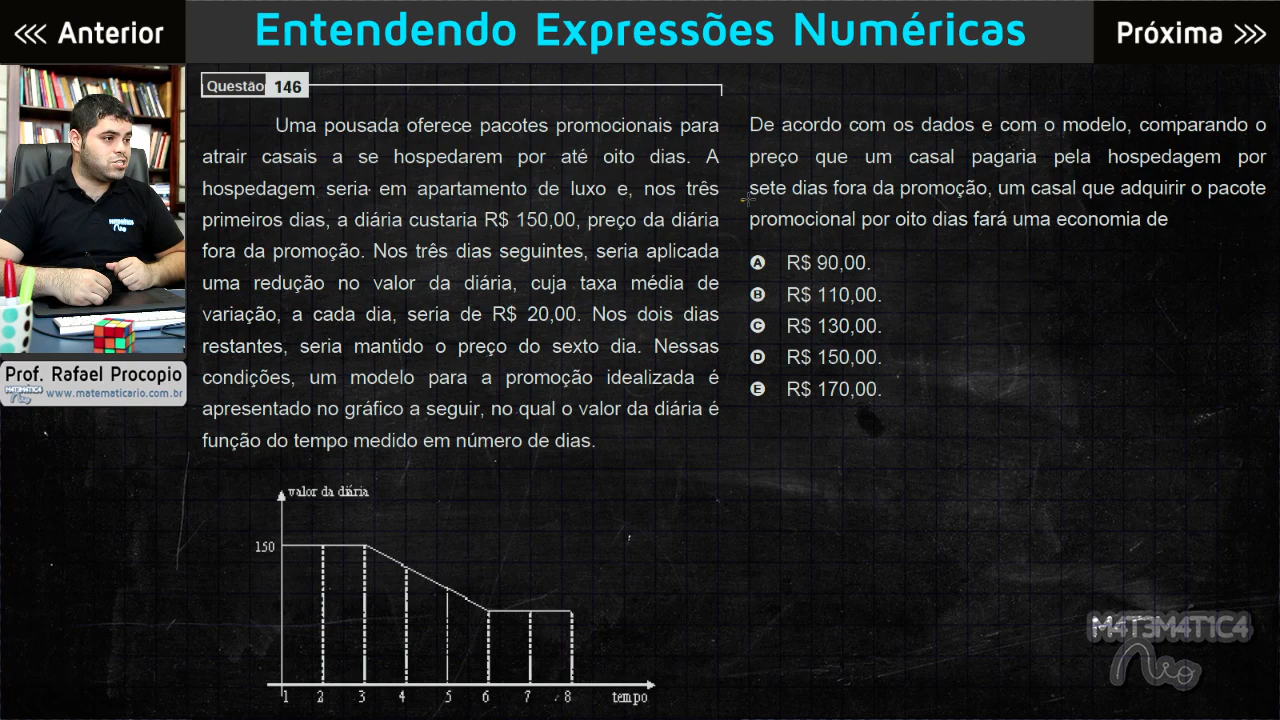 <<< Anterior
Entendendo Expressões Numéricas
Próxima >>>
Questão 146
Uma pousada oferece pacotes promocionais para
atrair casais a se hospedarem por até oito dias. A
hospedagem seria em apartamento de luxo e, nos três
primeiros dias, a diária custaria R$ 150,00, preço da diária
fora da promoção. Nos três dias seguintes, seria aplicada
uma redução no valor da diária, cuja taxa média de
variação, a cada dia, seria de R$ 20,00. Nos dois dias
restantes, seria mantido o preço do sexto dia. Nessas
condições, um modelo para a promoção idealizada é
apresentado no gráfico a seguir, no qual o valor da diária é
função do tempo medido em número de dias.
valor da diária
150
1 2 3 4 5 6 7 8 tempo
De acordo com os dados e com o modelo, comparando o
preço que um casal pagaria pela hospedagem por
sete dias fora da promoção, um casal que adquirir o pacote
promocional por oito dias fará uma economia de
A R$ 90,00.
B R$ 110,00.
C R$ 130,00.
D R$ 150,00.
E R$ 170,00.
Prof. Rafael Procopio
MATEMÁTICA Rio www.matematicario.com.br
M4T3M4T1C4
Rio